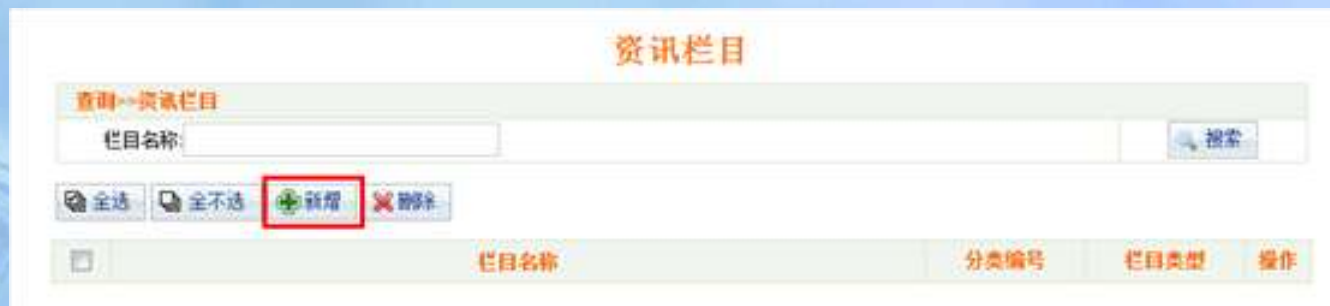 资讯栏目
查询>>资讯栏目
栏目名称:
搜索
全选 全不选 新增 删除
栏目名称 分类编号 栏目类型 操作